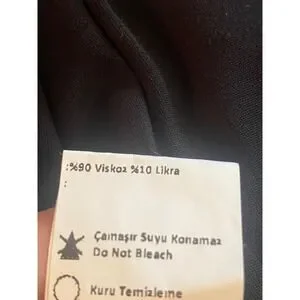 :%90 Viskoz %10 Likra
:
Çamaşır Suyu Konamaz
Do Not Bleach
Kuru Temizleme